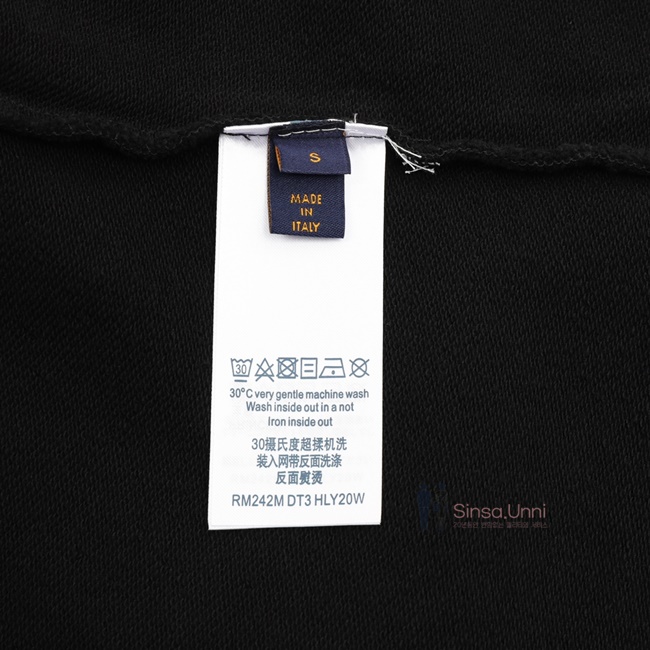 S
MADE
IN
ITALY
30
30°C very gentle machine wash
Wash inside out in a not
Iron inside out
30摄氏度超揉机洗
装入网带反面洗涤
反面熨烫
RM242M DT3 HLY20W
Sinsa.Unni